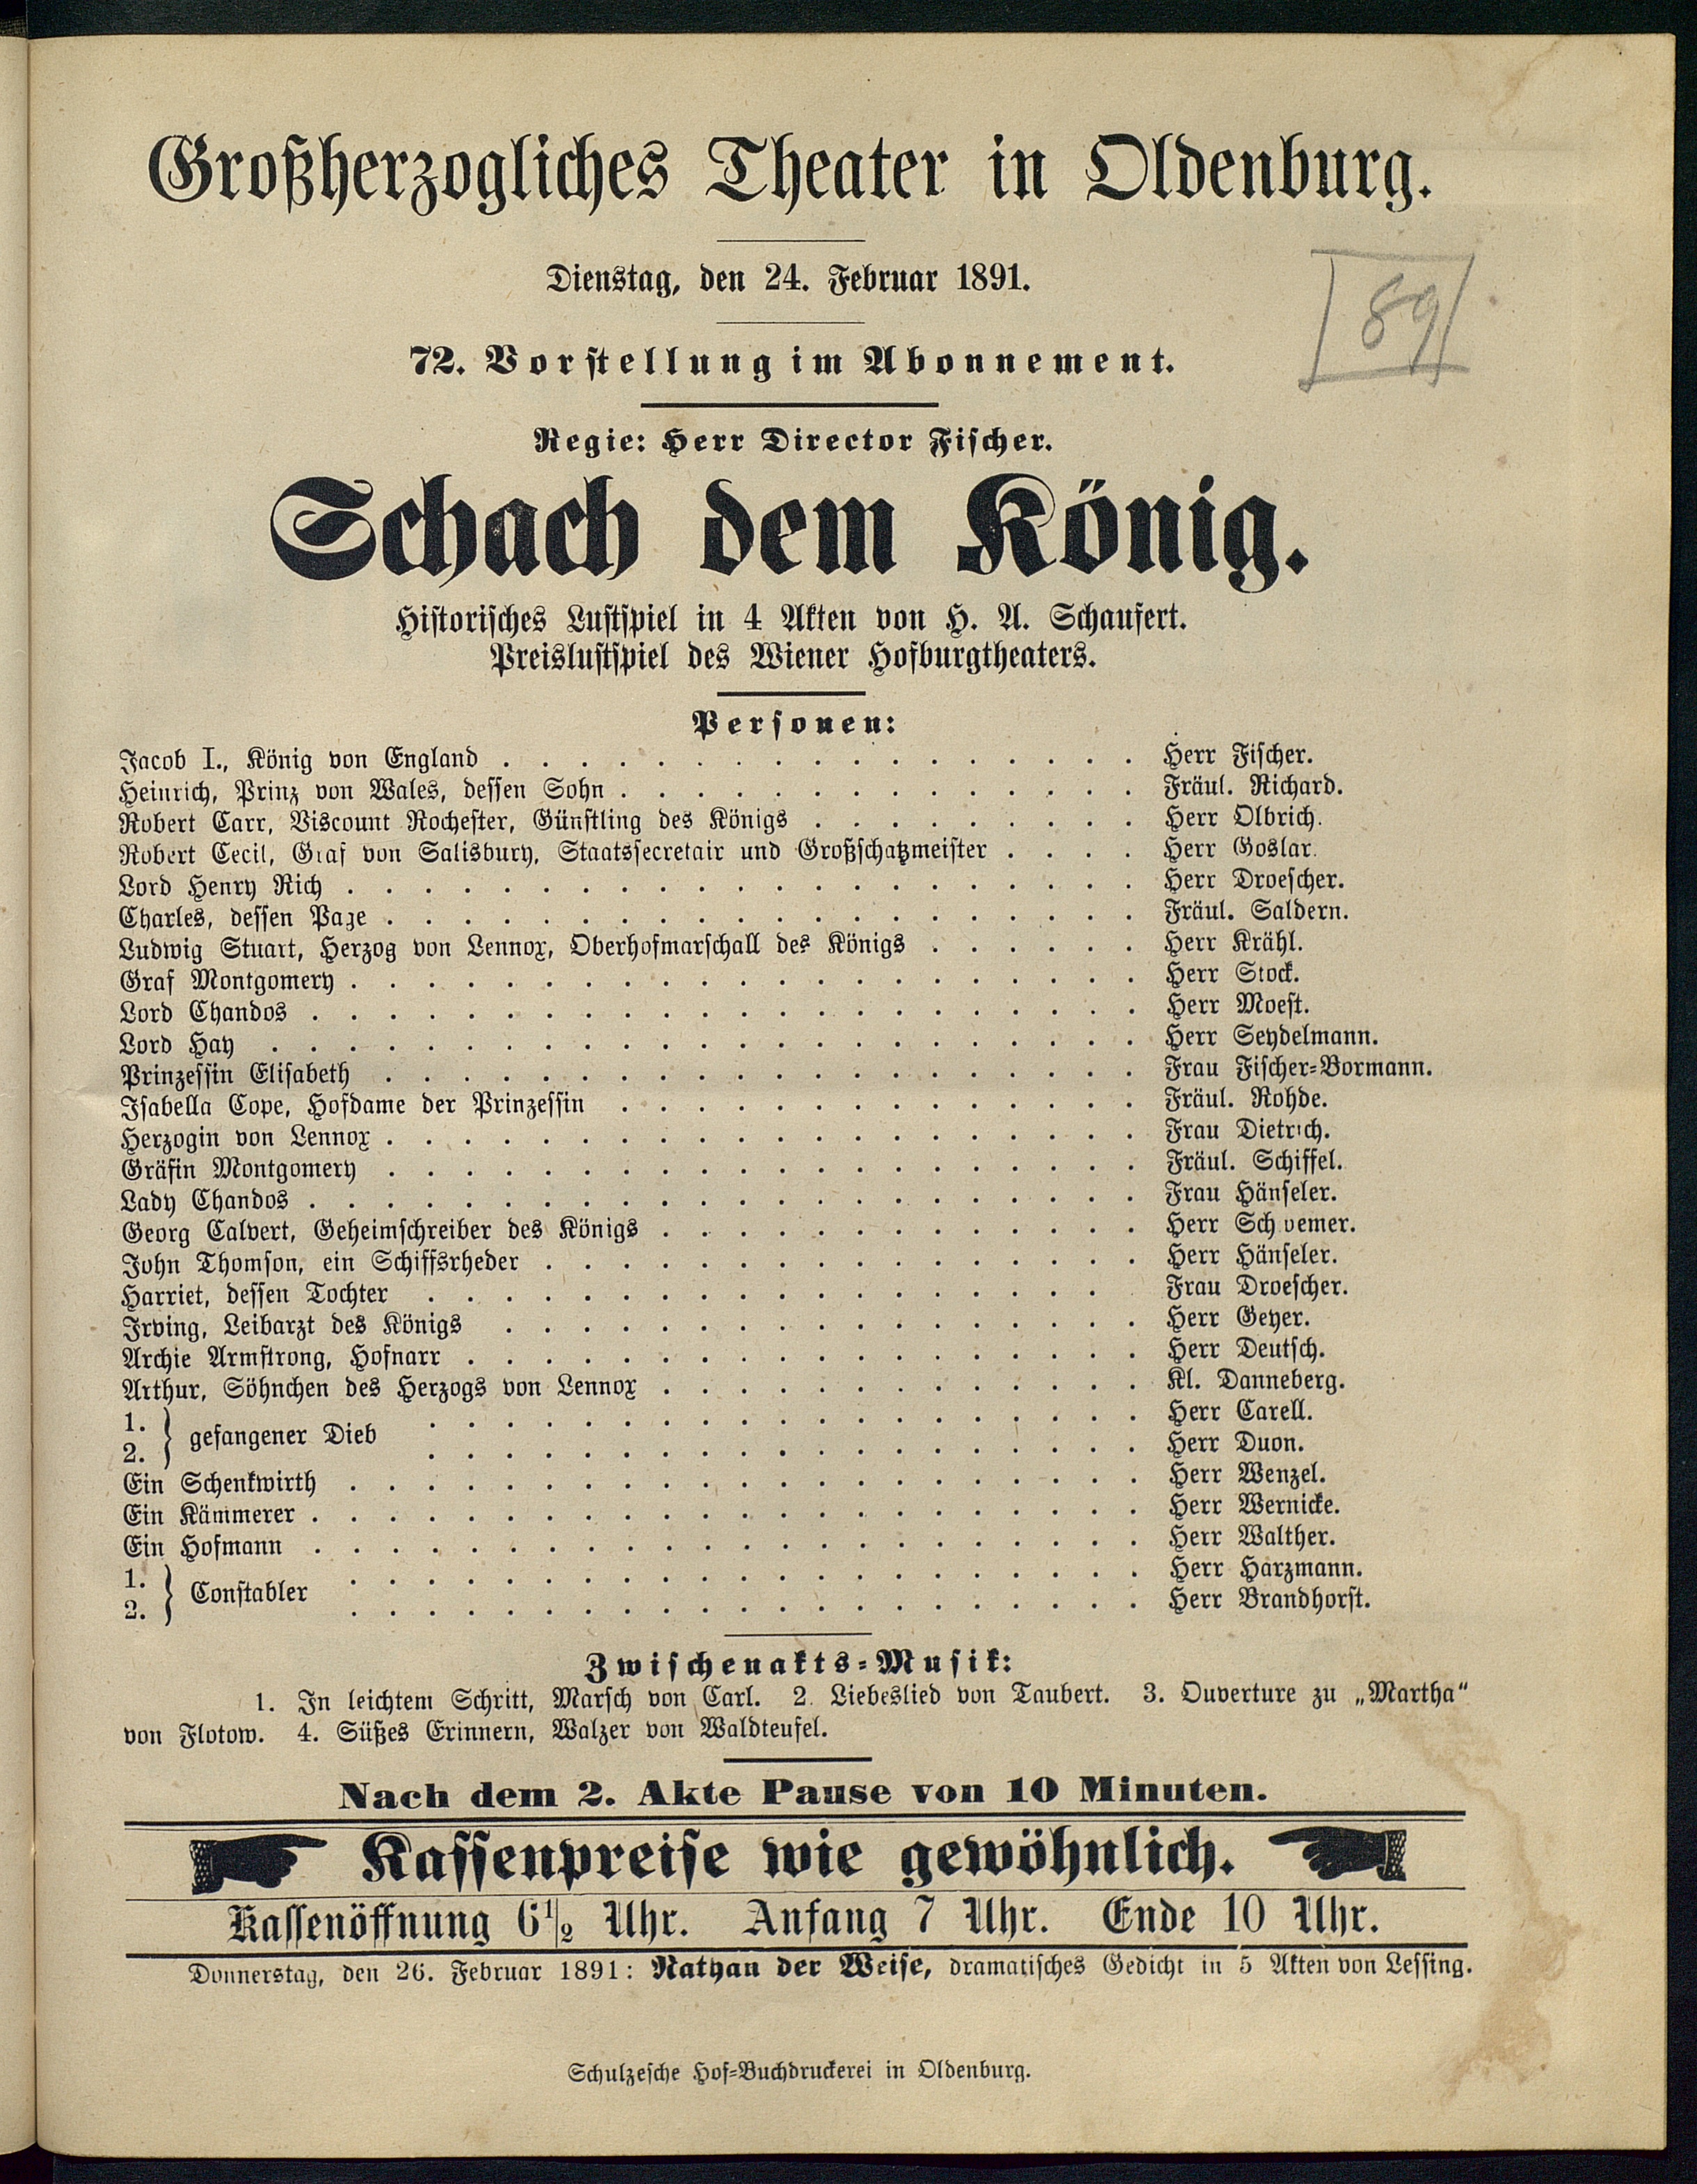 Großherzogliches Theater in Oldenburg.
Dienstag, den 24. Februar 1891.
89
72. Vorstellung im Abonnement.
Regie: Herr Director Fischer.
Schach dem König.
Historisches Lustspiel in 4 Akten von H. A. Schaufert.
Preislustspiel des Wiener Hofburgtheaters.
Personen:
Jacob I., König von England . . . . . . . . . . . . . . . . . Herr Fischer.
Heinrich, Prinz von Wales, dessen Sohn . . . . . . . . . . . . . . Fräul. Richard.
Robert Carr, Viscount Rochester, Günstling des Königs . . . . . . . . . Herr Olbrich.
Robert Cecil, Graf von Salisbury, Staatssecretair und Großschatzmeister . . . . Herr Goslar.
Lord Henry Rich . . . . . . . . . . . . . . . . . . . . . Herr Droescher.
Charles, dessen Page . . . . . . . . . . . . . . . . . . . . Fräul. Saldern.
Ludwig Stuart, Herzog von Lennox, Oberhofmarschall des Königs . . . . . . Herr Krähl.
Graf Montgomery . . . . . . . . . . . . . . . . . . . . . Herr Stock.
Lord Chandos . . . . . . . . . . . . . . . . . . . . . . Herr Moest.
Lord Hay . . . . . . . . . . . . . . . . . . . . . . . Herr Seydelmann.
Prinzessin Elisabeth . . . . . . . . . . . . . . . . . . . . Frau Fischer-Bormann.
Isabella Cope, Hofdame der Prinzessin . . . . . . . . . . . . . . Fräul. Rohde.
Herzogin von Lennox . . . . . . . . . . . . . . . . . . . . Frau Dietrich.
Gräfin Montgomery . . . . . . . . . . . . . . . . . . . . Fräul. Schiffel.
Lady Chandos . . . . . . . . . . . . . . . . . . . . . . Frau Hänseler.
Georg Calvert, Geheimschreiber des Königs . . . . . . . . . . . . . Herr
John Thomson, ein Schiffsrheder . . . . . . . . . . . . . . . . Herr Hänseler.
Harriet, dessen Tochter . . . . . . . . . . . . . . . . . . Frau Droescher.
Irving, Leibarzt des Königs . . . . . . . . . . . . . . . . . Herr Geyer.
Archie Armstrong, Hofnarr . . . . . . . . . . . . . . . . . . Herr Deutsch.
Arthur, Söhnchen des Herzogs von Lennox . . . . . . . . . . . . . Kl. Danneberg.
1. } gefangener Dieb . . . . . . . . . . . . . . . . . . . Herr Carell.
2. } . . . . . . . . . . . . . . . . . . . Herr Duon.
Ein Schenkwirth . . . . . . . . . . . . . . . . . . . . . Herr Wenzel.
Ein Kämmerer . . . . . . . . . . . . . . . . . . . . . . Herr Wernicke.
Ein Hofmann . . . . . . . . . . . . . . . . . . . . . . Herr Walther.
1. } Constabler . . . . . . . . . . . . . . . . . . . . . Herr Harzmann.
2. } . . . . . . . . . . . . . . . . . . . . . Herr Brandhorst.
Zwischenakts-Musik:
1. In leichtem Schritt, Marsch von Carl. 2. Liebeslied von Taubert. 3. Ouverture zu „Martha“
von Flotow. 4. Süßes Erinnern, Walzer von Waldteufel.
Nach dem 2. Akte Pause von 10 Minuten.
Kassenpreise wie gewöhnlich.
Kassenöffnung 6½ Uhr. Anfang 7 Uhr. Ende 10 Uhr.
Donnerstag, den 26. Februar 1891: Nathan der Weise, dramatisches Gedicht in 5 Akten von Lessing.
Schulzesche Hof-Buchdruckerei in Oldenburg.